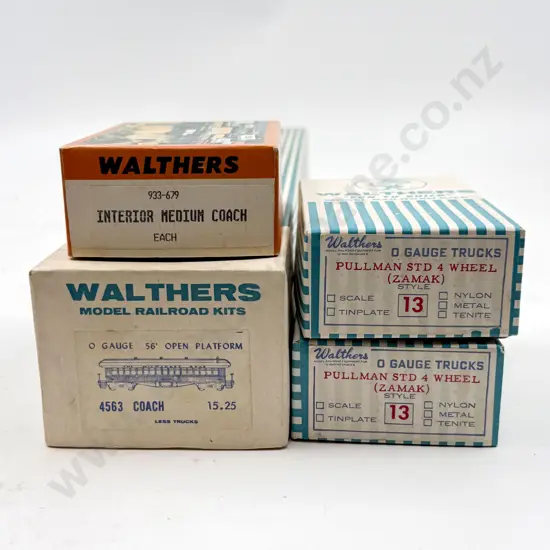 WALTHERS
933-679
INTERIOR MEDIUM COACH
EACH
WALTHERS
MODEL RAILROAD KITS
O GAUGE 56' OPEN PLATFORM
4563 COACH 15.25
LESS TRUCKS
WALTHERS
Walthers
O GAUGE TRUCKS
PULLMAN STD 4 WHEEL
(ZAMAK)
STYLE
13
SCALE
TINPLATE
NYLON
METAL
TENITE
Walthers
O GAUGE TRUCKS
PULLMAN STD 4 WHEEL
(ZAMAK)
STYLE
13
SCALE
TINPLATE
NYLON
METAL
TENITE